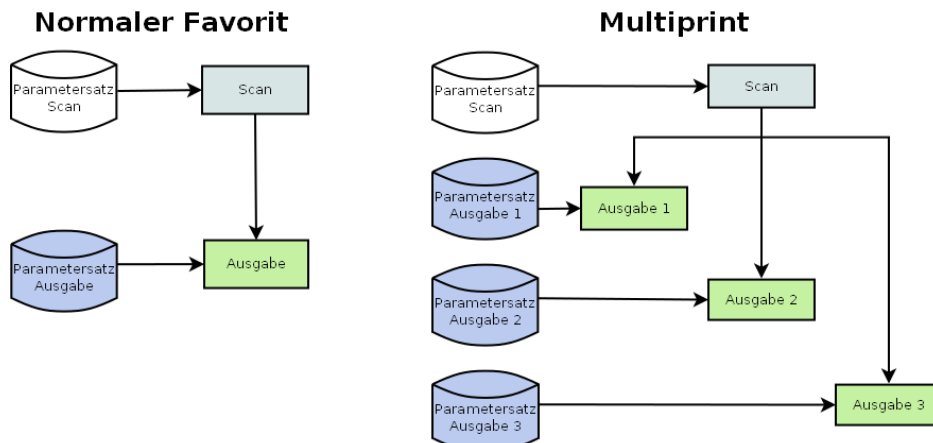 Normaler Favorit
Parametersatz
Scan
Scan
Parametersatz
Ausgabe
Ausgabe
Multiprint
Parametersatz
Scan
Scan
Parametersatz
Ausgabe 1
Ausgabe 1
Parametersatz
Ausgabe 2
Ausgabe 2
Parametersatz
Ausgabe 3
Ausgabe 3